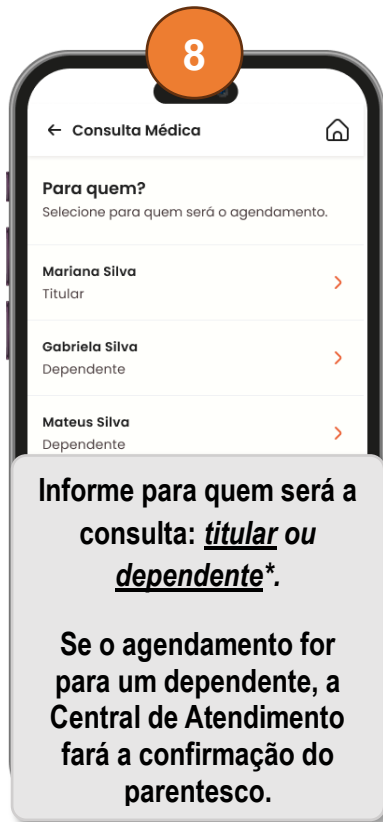 8
← Consulta Médica
Para quem?
Selecione para quem será o agendamento.
Mariana Silva
Titular
Gabriela Silva
Dependente
Mateus Silva
Dependente
Informe para quem será a
consulta: titular ou
dependente*.
Se o agendamento for
para um dependente, a
Central de Atendimento
fará a confirmação do
parentesco.